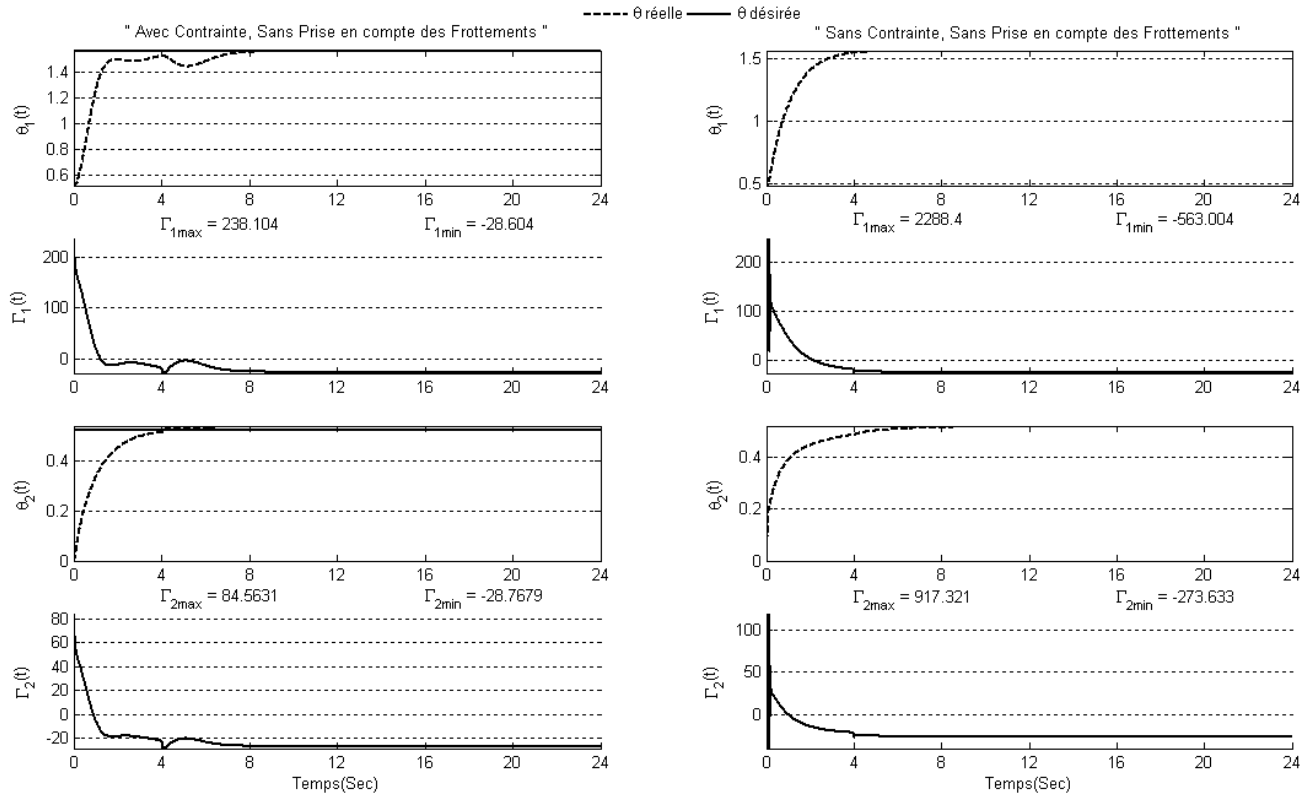 θ réelle θ désirée
" Avec Contrainte, Sans Prise en compte des Frottements "
1.4
1.2
1
0.8
0.6
θ1(t)
0 4 8 12 16 20 24
Γ1max = 238.104 Γ1min = -28.604
200
100
0
Γ1(t)
0 4 8 12 16 20 24
0.4
0.2
0
θ2(t)
0 4 8 12 16 20 24
Γ2max = 84.5631 Γ2min = -28.7679
80
60
40
20
0
-20
Γ2(t)
0 4 8 12 16 20 24
Temps(Sec)
" Sans Contrainte, Sans Prise en compte des Frottements "
1.5
1
0.5
θ1(t)
0 4 8 12 16 20 24
Γ1max = 2288.4 Γ1min = -563.004
200
100
0
Γ1(t)
0 4 8 12 16 20 24
0.4
0.2
0
θ2(t)
0 4 8 12 16 20 24
Γ2max = 917.321 Γ2min = -273.633
100
50
0
Γ2(t)
0 4 8 12 16 20 24
Temps(Sec)